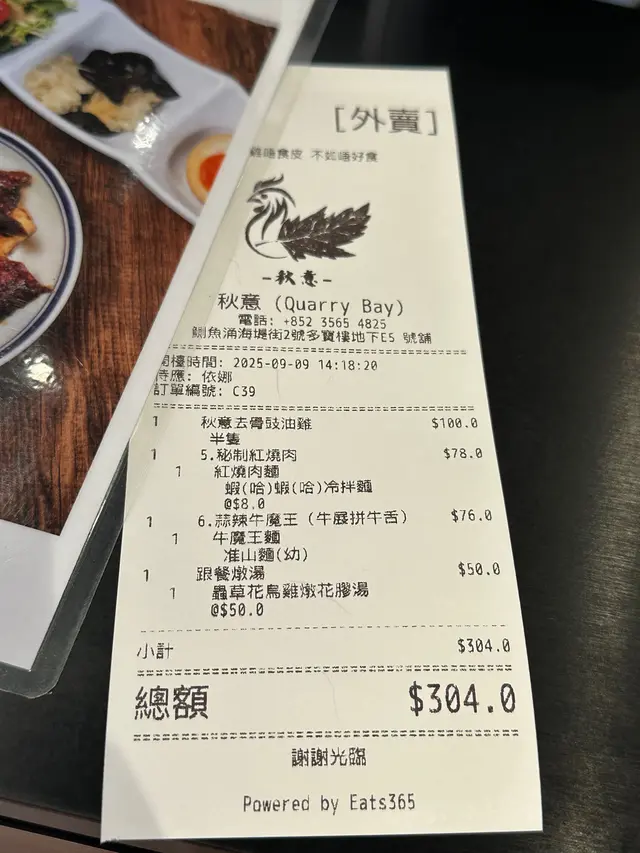 [外賣]
雞唔食皮 不如唔好食
-秋意-
秋意 (Quarry Bay)
電話: +852 3565 4825
鰂魚涌海堤街2號多寶樓地下E5 號舖
開檯時間: 2025-09-09 14:18:20
侍應: 依娜
訂單編號: C39
1 秋意去骨豉油雞 $100.0
半隻
1 5.秘制紅燒肉 $78.0
1 紅燒肉麵
蝦(哈)蝦(哈)冷拌麵
@$8.0
1 6.蒜辣牛魔王 (牛𦟌拼牛舌) $76.0
1 牛魔王麵
准山麵(幼)
1 跟餐燉湯 $50.0
1 蟲草花烏雞燉花膠湯
@$50.0
小計 $304.0
總額 $304.0
謝謝光臨
Powered by Eats365